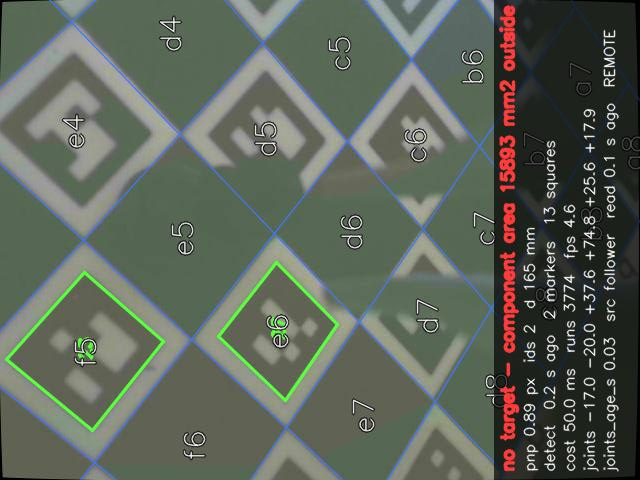 no target - component area 15893 mm2 outside
pnp 0.89 px ids 2 d 165 mm
detect 0.2 s ago 2 markers 13 squares
cost 50.0 ms runs 3774 fps 4.6
joints -17.0 -20.0 +37.6 +74.8 +25.6 +17.9
joints_age_s 0.03 src follower read 0.1 s ago REMOTE
d4
c5
b6
a7
e4
d5
c6
b7
a8
e5
d6
c7
f5
e6
d7
f6
e7
d8